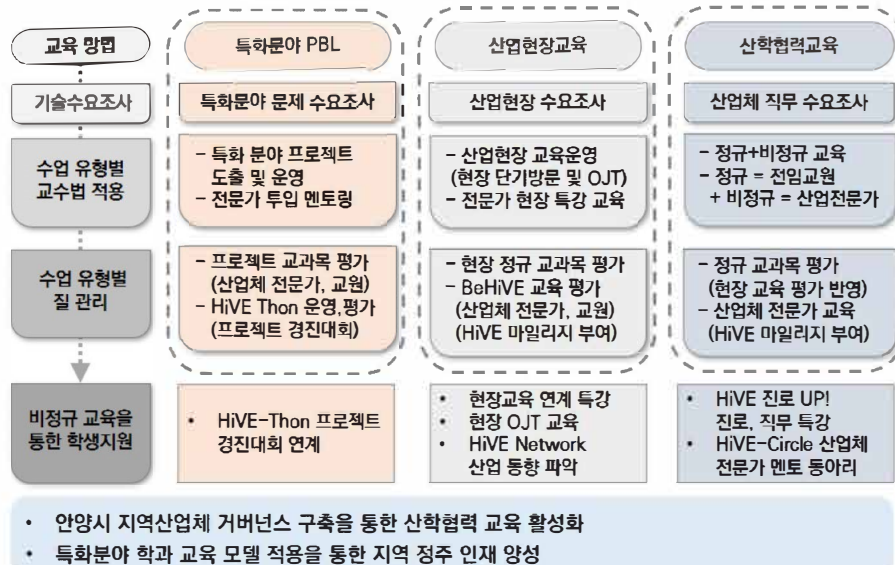 교육 방법
특화분야 PBL
산업현장교육
산학협력교육
기술수요조사
특화분야 문제 수요조사
산업현장 수요조사
산업체 직무 수요조사
수업 유형별
교수법 적용
- 특화 분야 프로젝트
도출 및 운영
- 전문가 투입 멘토링
- 산업현장 교육운영
(현장 단기방문 및 OJT)
- 전문가 현장 특강 교육
- 정규+비정규 교육
- 정규 = 전임교원
+ 비정규 = 산업전문가
수업 유형별
질 관리
- 프로젝트 교과목 평가
(산업체 전문가, 교원)
- HiVE Thon 운영,평가
(프로젝트 경진대회)
- 현장 정규 교과목 평가
- BeHiVE 교육 평가
(산업체 전문가, 교원)
(HiVE 마일리지 부여)
- 정규 교과목 평가
(현장 교육 평가 반영)
- 산업체 전문가 교육
(HiVE 마일리지 부여)
비정규 교육을
통한 학생지원
• HiVE-Thon 프로젝트
경진대회 연계
• 현장교육 연계 특강
• 현장 OJT 교육
• HiVE Network
산업 동향 파악
• HiVE 진로 UP!
진로, 직무 특강
• HiVE-Circle 산업체
전문가 멘토 동아리
• 안양시 지역산업체 거버넌스 구축을 통한 산학협력 교육 활성화
• 특화분야 학과 교육 모델 적용을 통한 지역 정주 인재 양성